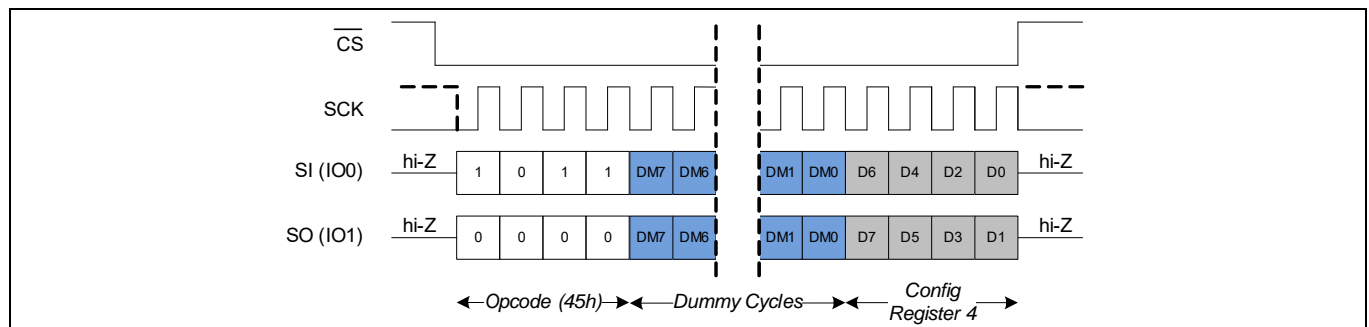 CS
SCK
SI (IO0) hi-Z 1 0 1 1 DM7 DM6 DM1 DM0 D6 D4 D2 D0 hi-Z
SO (IO1) hi-Z 0 0 0 0 DM7 DM6 DM1 DM0 D7 D5 D3 D1 hi-Z
Opcode (45h) Dummy Cycles Config
Register 4